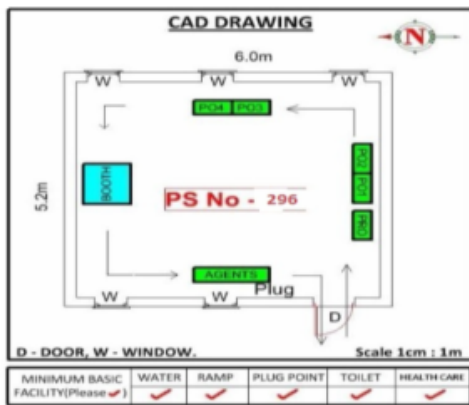 CAD DRAWING
N
6.0m
W W W
PO4 PO3
5.2m
BOOTH
PO2
PO1
PS No - 296
PRO
AGENTS
Plug
W W
D
D - DOOR, W - WINDOW. Scale 1cm : 1m
MINIMUM BASIC FACILITY(Please ✓) WATER RAMP PLUG POINT TOILET HEALTH CARE
✓ ✓ ✓ ✓ ✓